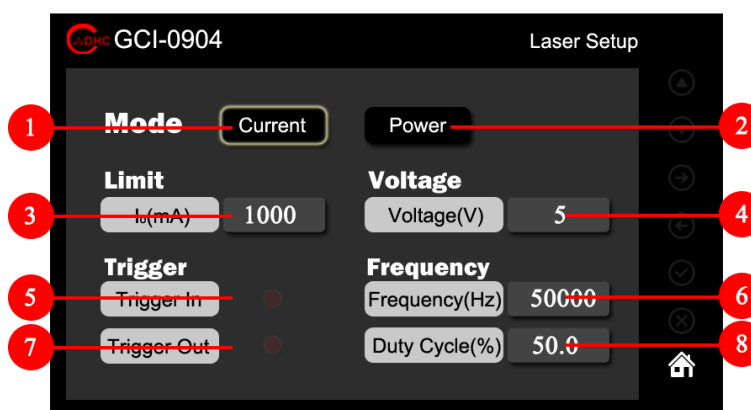 ADHC GCI-0904 Laser Setup
1 Mode Current Power 2
Limit Voltage
3 I₀(mA) 1000 Voltage(V) 5 4
Trigger Frequency
5 Trigger In Frequency(Hz) 50000 6
7 Trigger Out Duty Cycle(%) 50.0 8